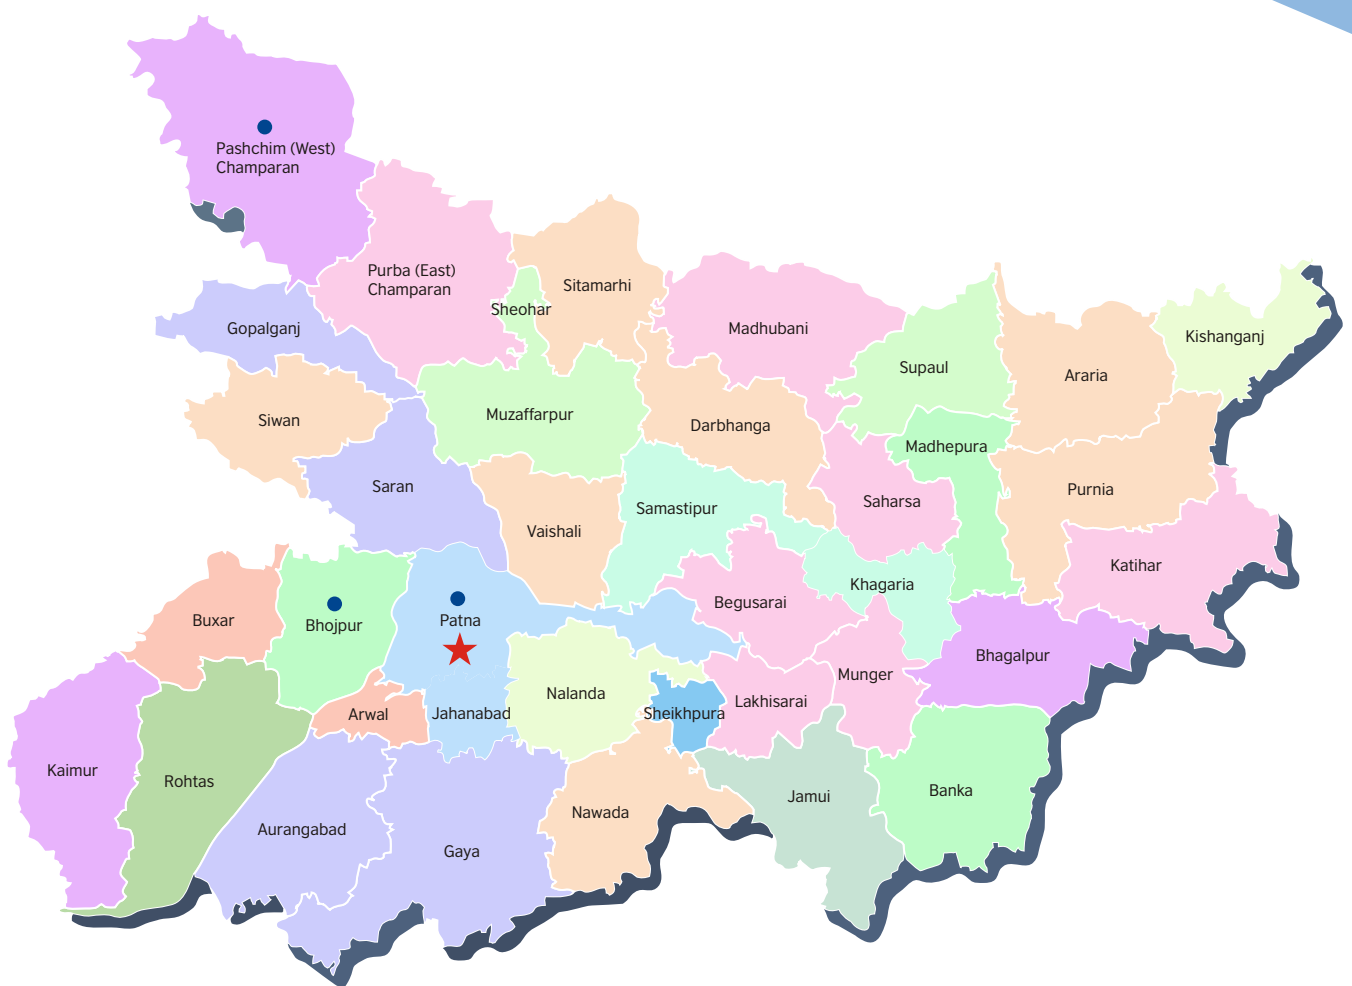 Pashchim (West)
Champaran
Purba (East)
Champaran
Sitamarhi
Sheohar
Gopalganj
Madhubani
Kishanganj
Supaul
Araria
Siwan
Muzaffarpur
Darbhanga
Madhepura
Saran
Purnia
Saharsa
Samastipur
Vaishali
Katihar
Khagaria
Begusarai
Buxar
Bhojpur
Patna
Bhagalpur
Munger
Nalanda
Lakhisarai
Arwal
Jahanabad
Sheikhpura
Kaimur
Rohtas
Banka
Jamui
Nawada
Aurangabad
Gaya